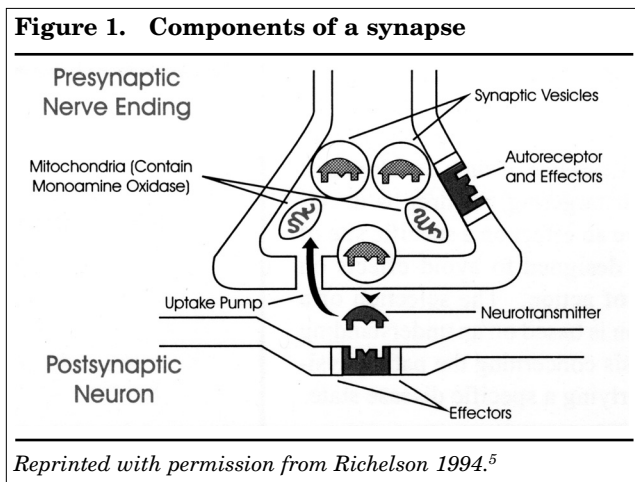 Figure 1. Components of a synapse
Presynaptic
Nerve Ending
Synaptic Vesicles
Mitochondria (Contain
Monoamine Oxidase)
Autoreceptor
and Effectors
Uptake Pump
Neurotransmitter
Postsynaptic
Neuron
Effectors
Reprinted with permission from Richelson 1994.⁵